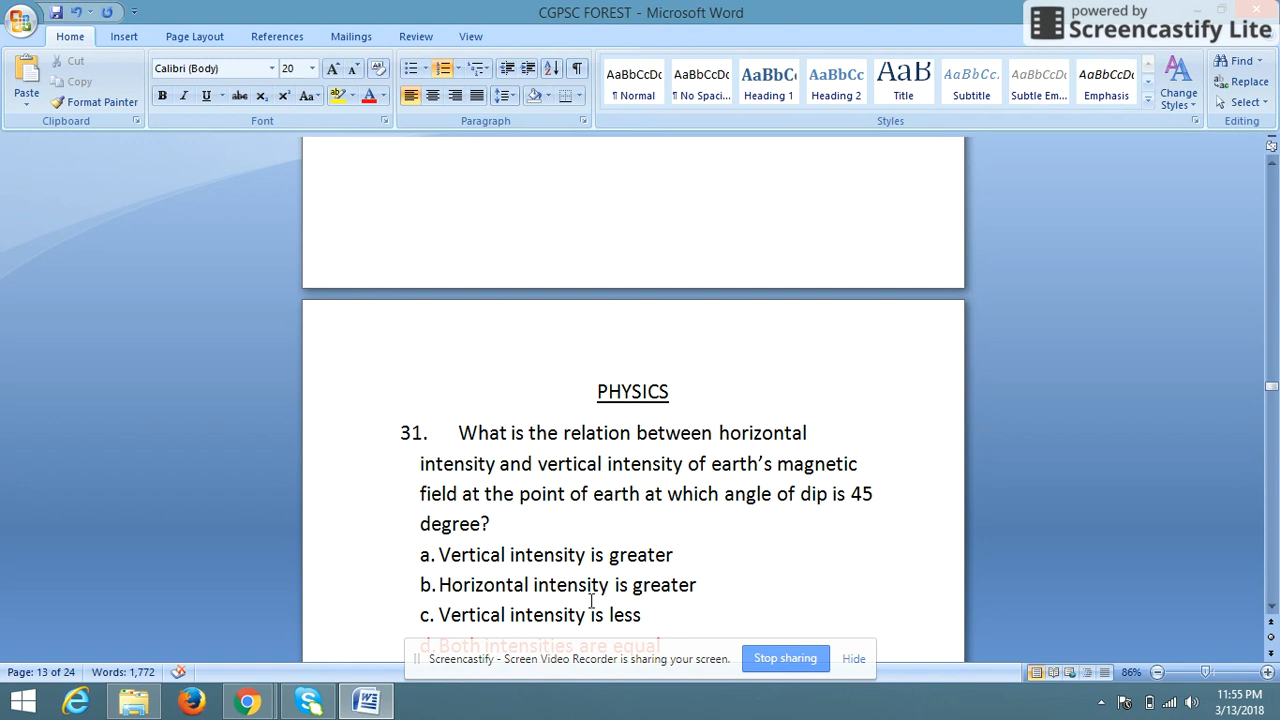 CGPSC FOREST - Microsoft Word
powered by
Screencastify Lite
Home Insert Page Layout References Mailings Review View
Paste
Cut
Copy
Format Painter
Clipboard
Calibri (Body) 20
Font
Paragraph
AaBbCcDc AaBbCcDc AaBbC AaBbCc AaB AaBbCc. AaBbCcDc AaBbCcDc
¶ Normal ¶ No Spaci... Heading 1 Heading 2 Title Subtitle Subtle Em... Emphasis
Change Styles
Styles
Find
Replace
Select
Editing
PHYSICS
31. What is the relation between horizontal
intensity and vertical intensity of earth’s magnetic
field at the point of earth at which angle of dip is 45
degree?
a. Vertical intensity is greater
b. Horizontal intensity is greater
c. Vertical intensity is less
d. Both intensities are equal
Screencastify - Screen Video Recorder is sharing your screen. Stop sharing Hide
Page: 13 of 24 Words: 1,772 86%
11:55 PM
3/13/2018